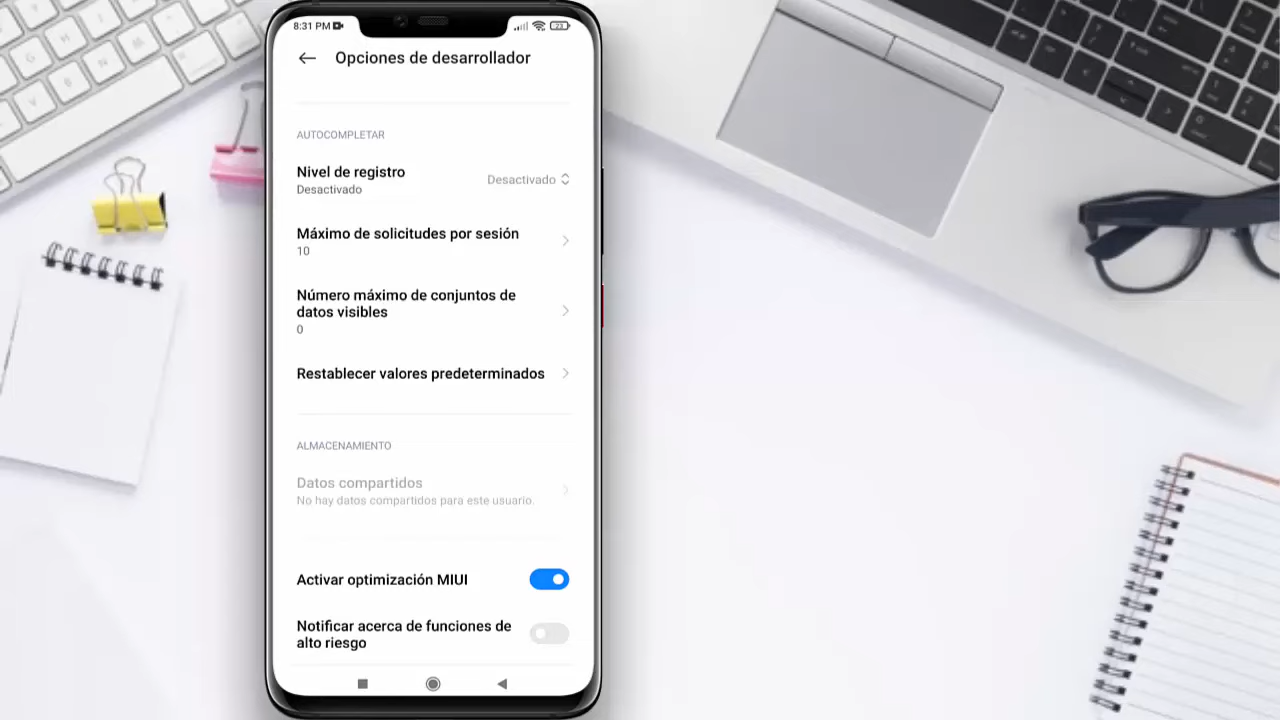 8:31 PM
23
Opciones de desarrollador
AUTOCOMPLETAR
Nivel de registro
Desactivado
Desactivado
Máximo de solicitudes por sesión
10
Número máximo de conjuntos de
datos visibles
0
Restablecer valores predeterminados
ALMACENAMIENTO
Datos compartidos
No hay datos compartidos para este usuario.
Activar optimización MIUI
Notificar acerca de funciones de
alto riesgo